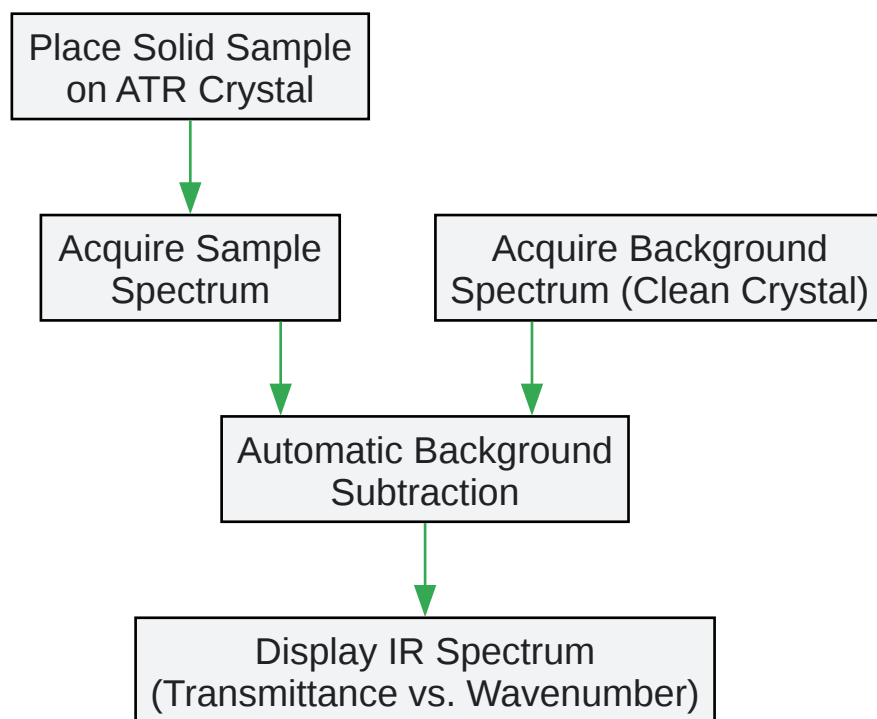 Place Solid Sample
on ATR Crystal
Acquire Sample
Spectrum
Acquire Background
Spectrum (Clean Crystal)
Automatic Background
Subtraction
Display IR Spectrum
(Transmittance vs. Wavenumber)